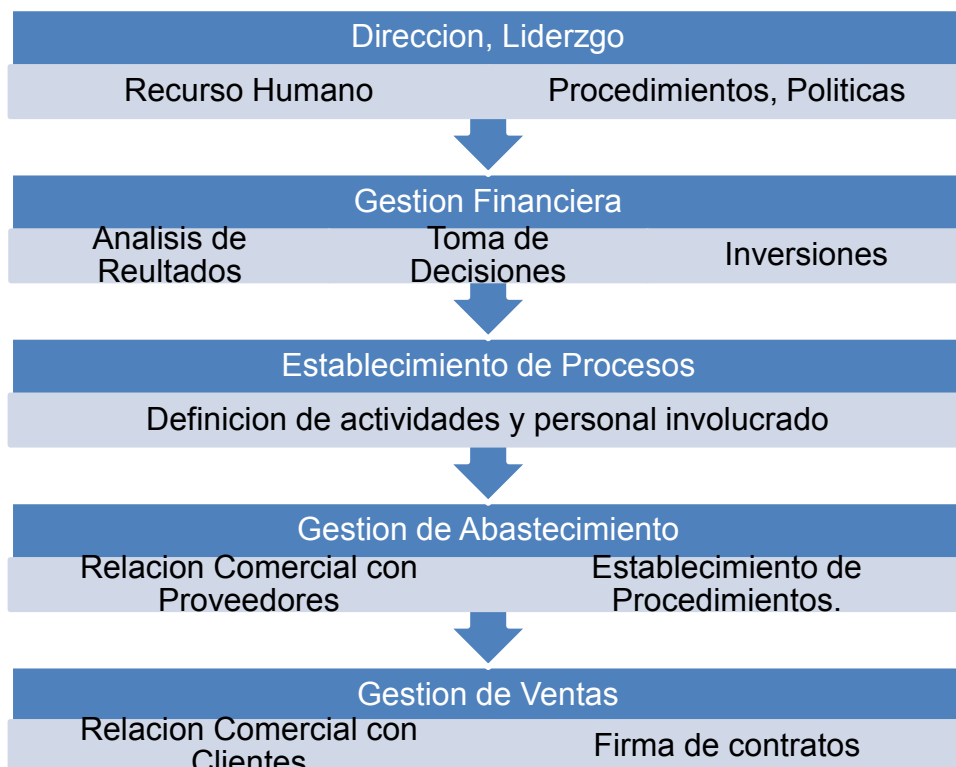 Direccion, Liderzgo
Recurso Humano
Procedimientos, Politicas
Gestion Financiera
Analisis de
Reultados
Toma de
Decisiones
Inversiones
Establecimiento de Procesos
Definicion de actividades y personal involucrado
Gestion de Abastecimiento
Relacion Comercial con
Proveedores
Establecimiento de
Procedimientos.
Gestion de Ventas
Relacion Comercial con
Clientes
Firma de contratos